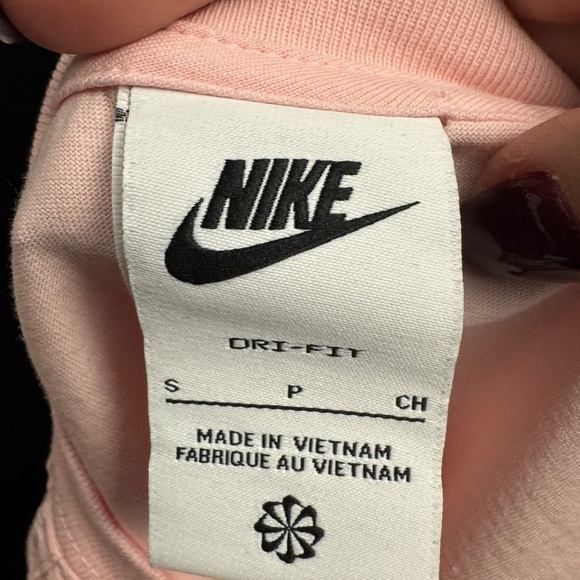 NIKE
DRI-FIT
S P CH
MADE IN VIETNAM
FABRIQUE AU VIETNAM